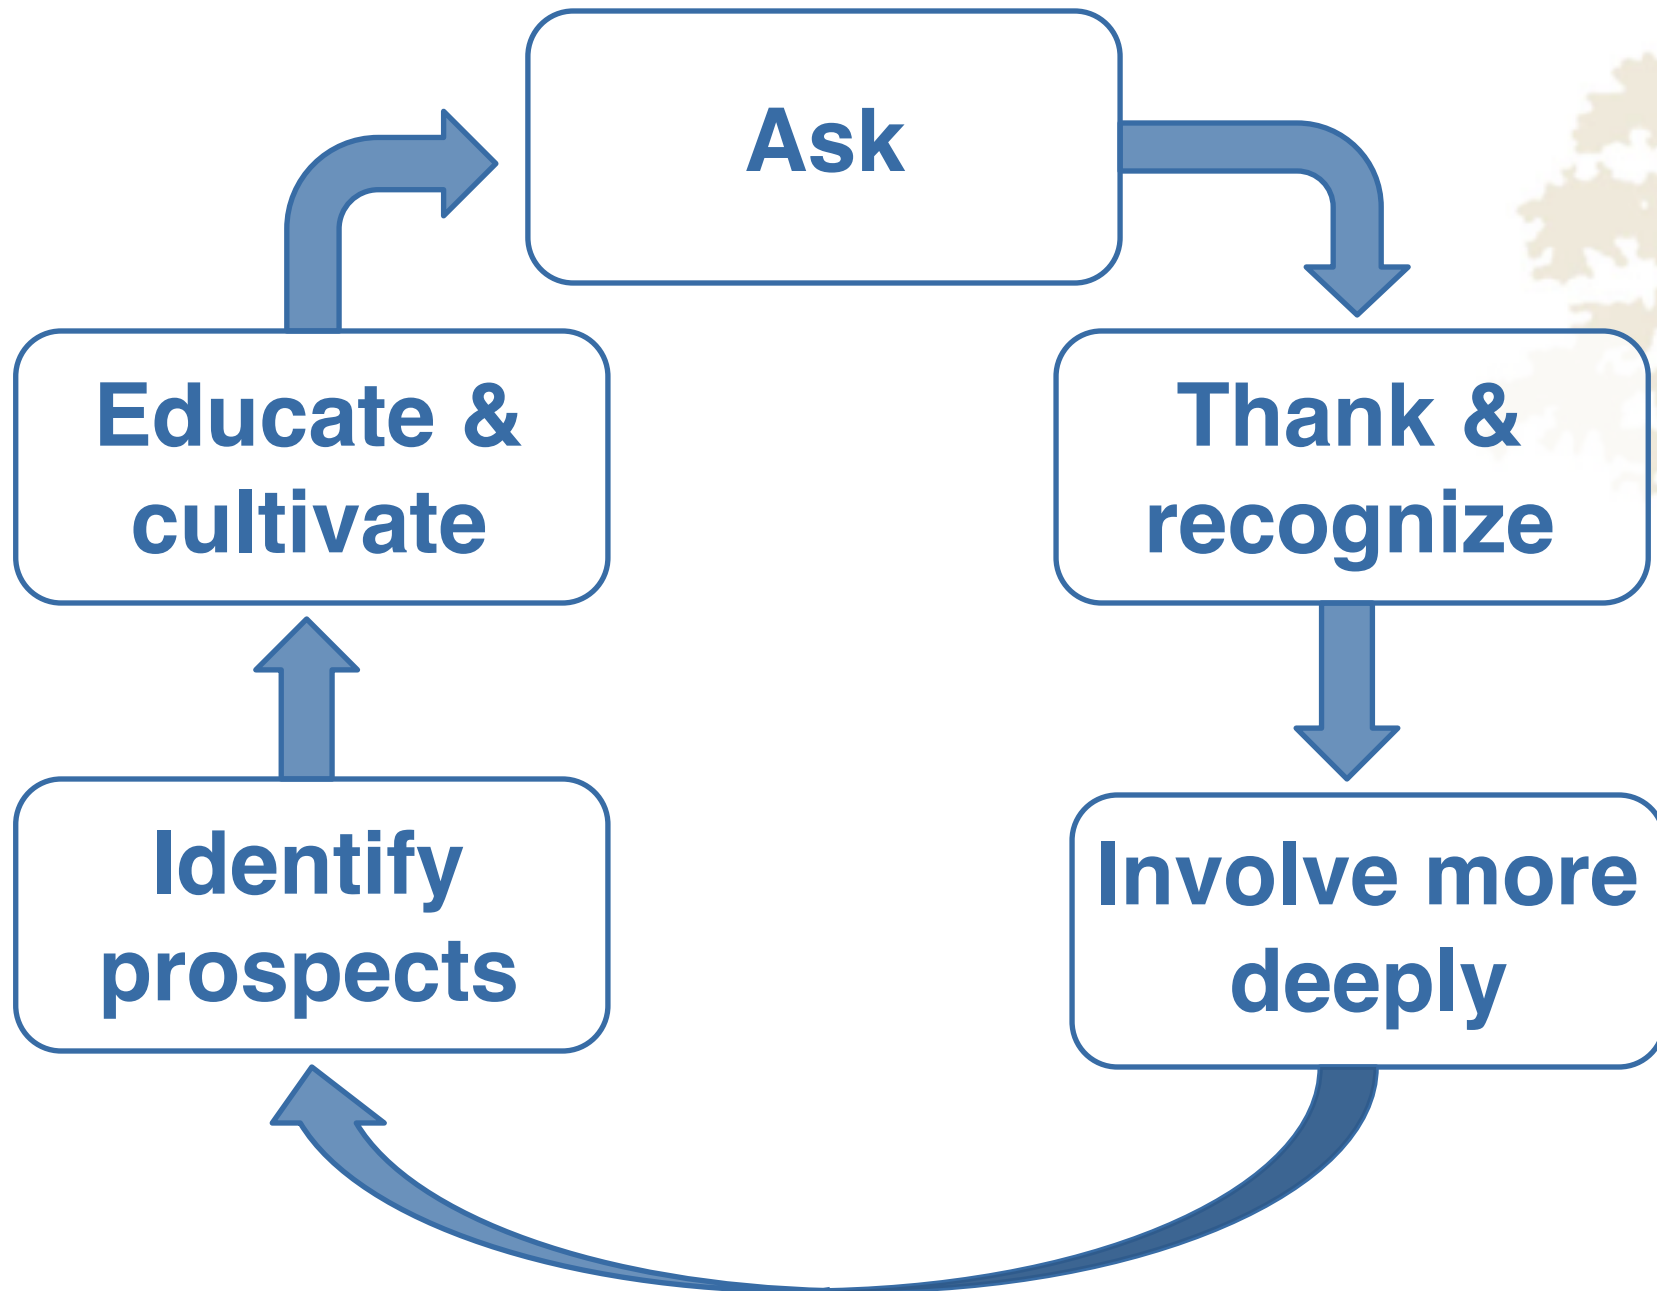 Ask
Educate &
cultivate
Thank &
recognize
Identify
prospects
Involve more
deeply